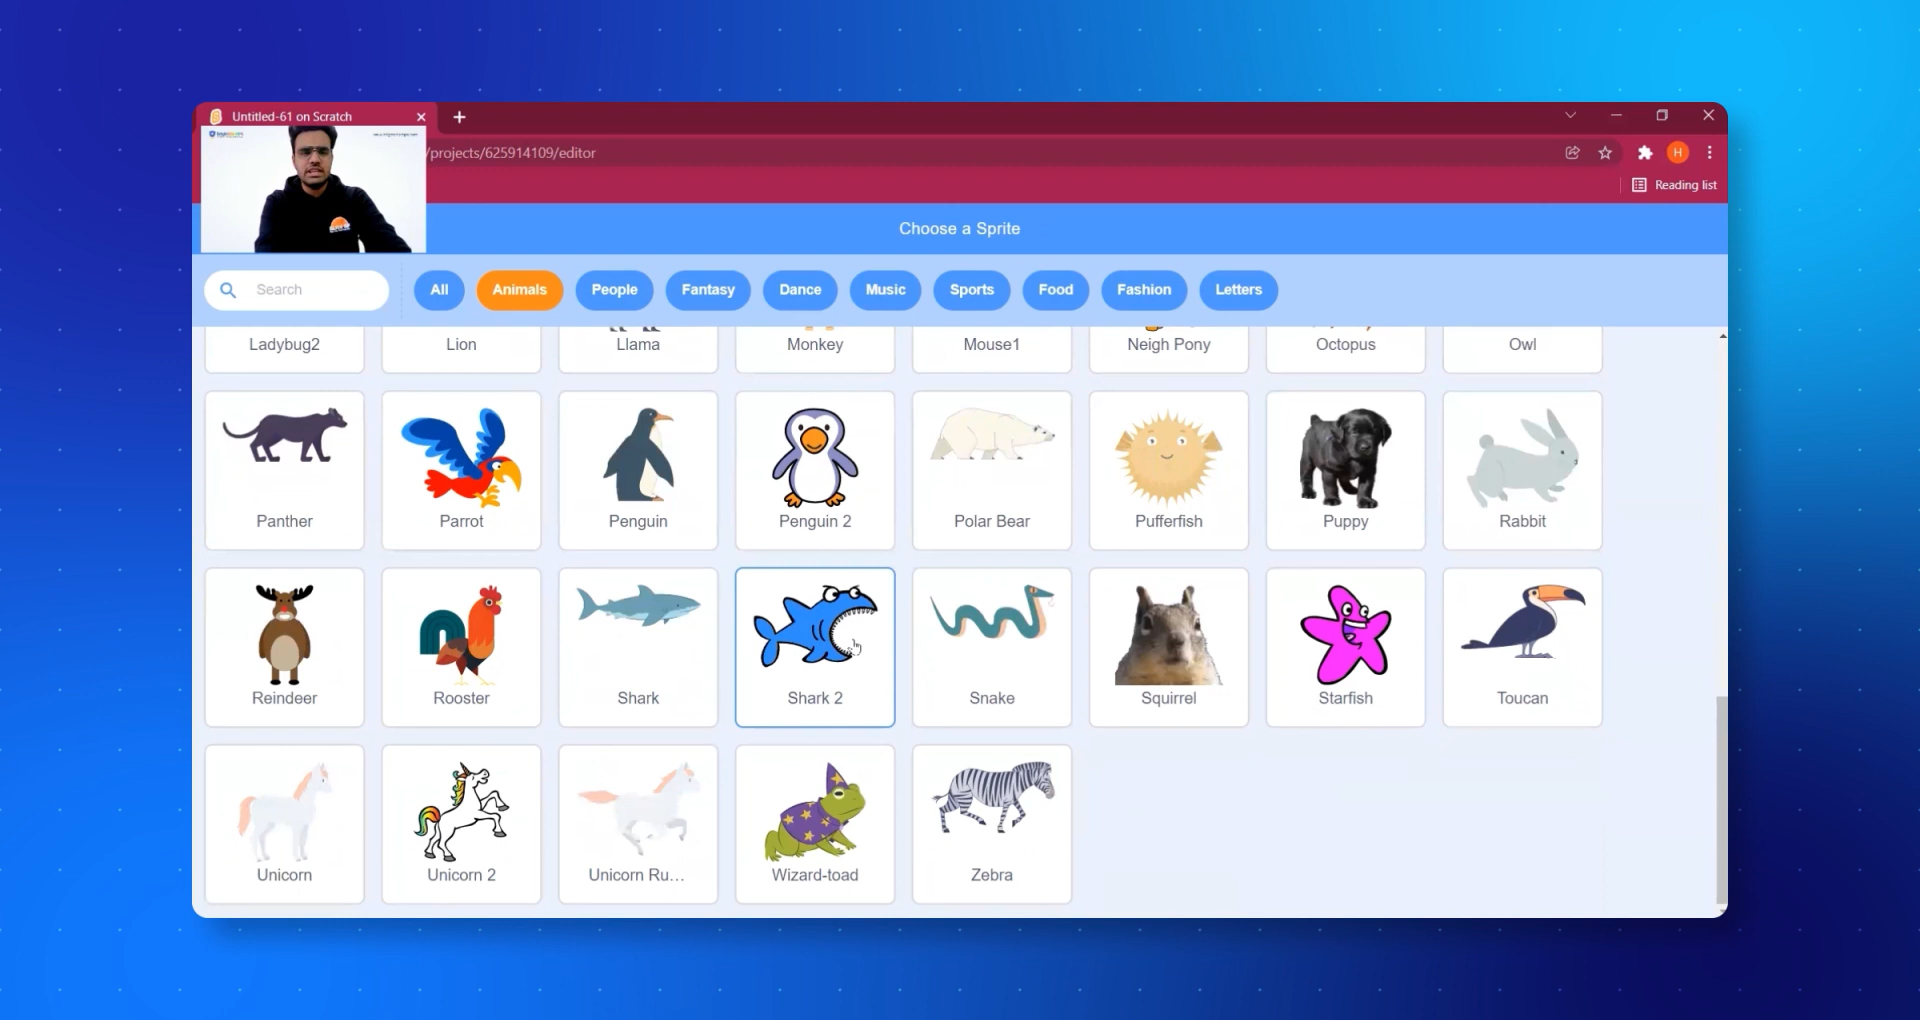 Untitled-61 on Scratch
/projects/625914109/editor
H
Reading list
Choose a Sprite
Search
All
Animals
People
Fantasy
Dance
Music
Sports
Food
Fashion
Letters
Ladybug2
Lion
Llama
Monkey
Mouse1
Neigh Pony
Octopus
Owl
Panther
Parrot
Penguin
Penguin 2
Polar Bear
Pufferfish
Puppy
Rabbit
Reindeer
Rooster
Shark
Shark 2
Snake
Squirrel
Starfish
Toucan
Unicorn
Unicorn 2
Unicorn Ru...
Wizard-toad
Zebra